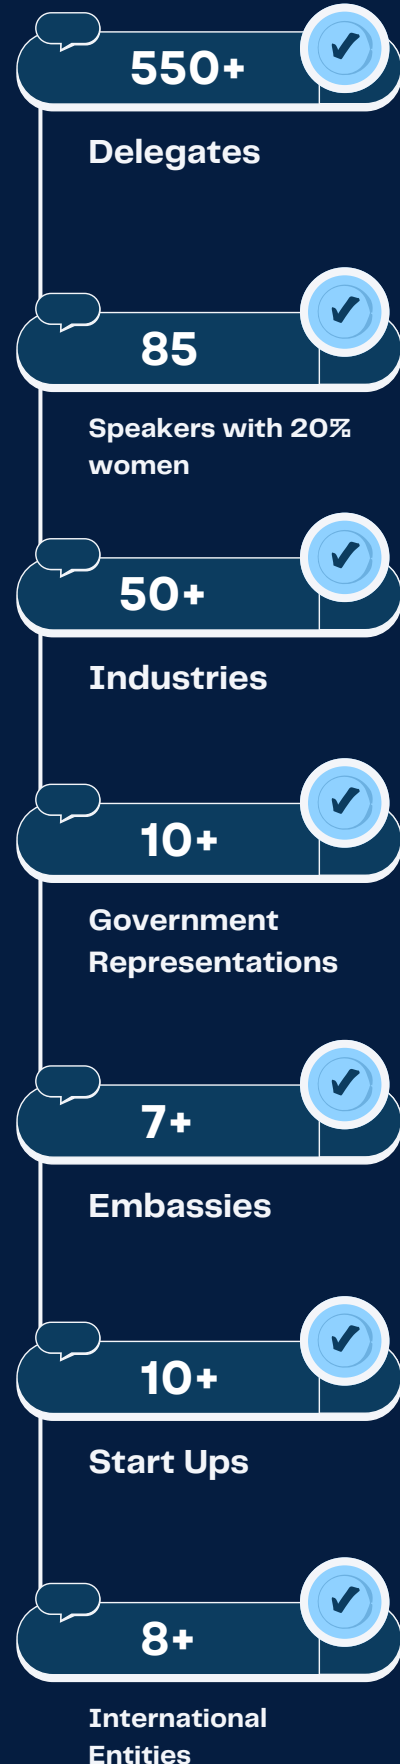 550+
Delegates
85
Speakers with 20%
women
50+
Industries
10+
Government
Representations
7+
Embassies
10+
Start Ups
8+
International
Entities